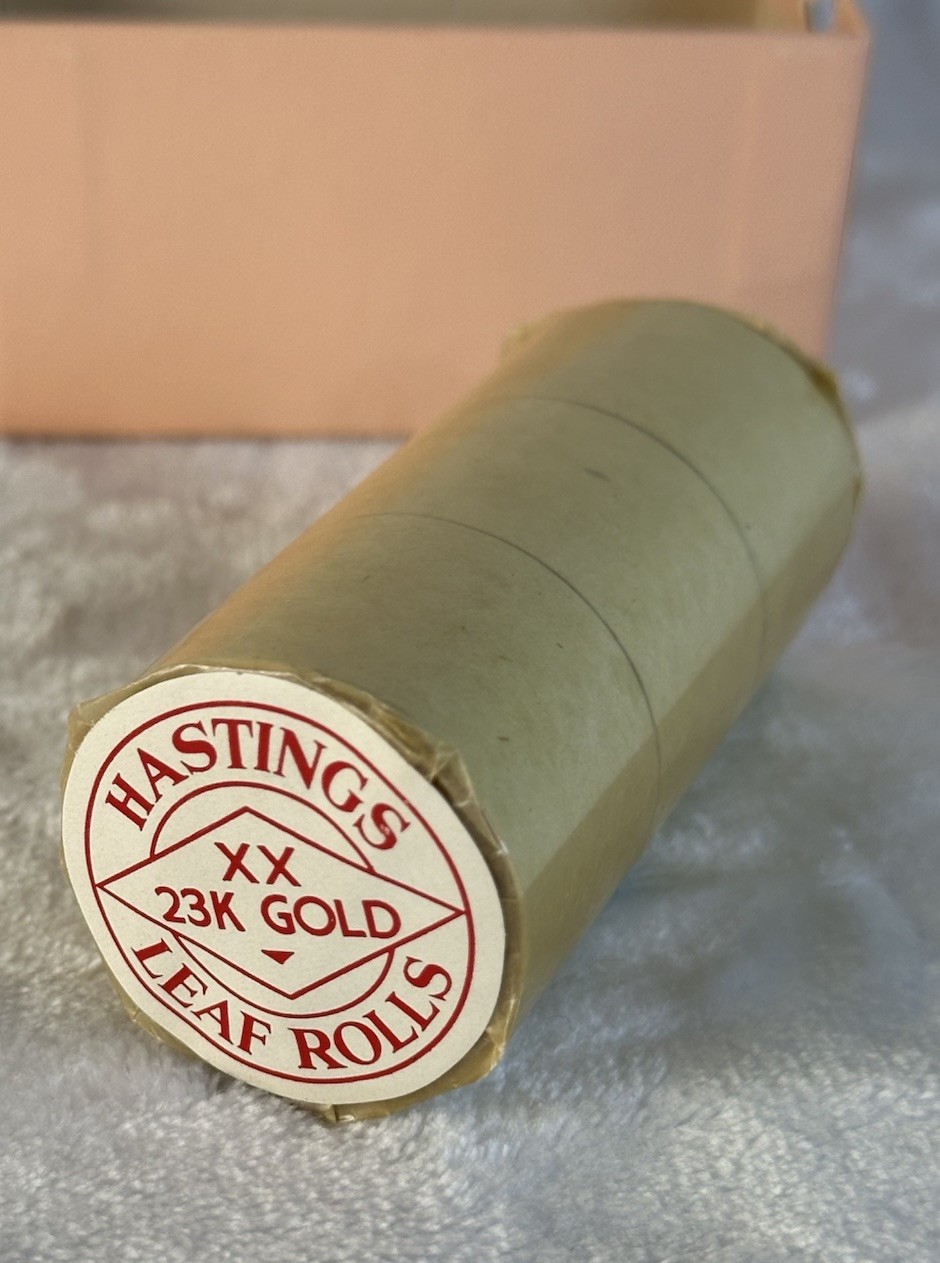 HASTINGS
XX
23K GOLD
LEAF ROLLS